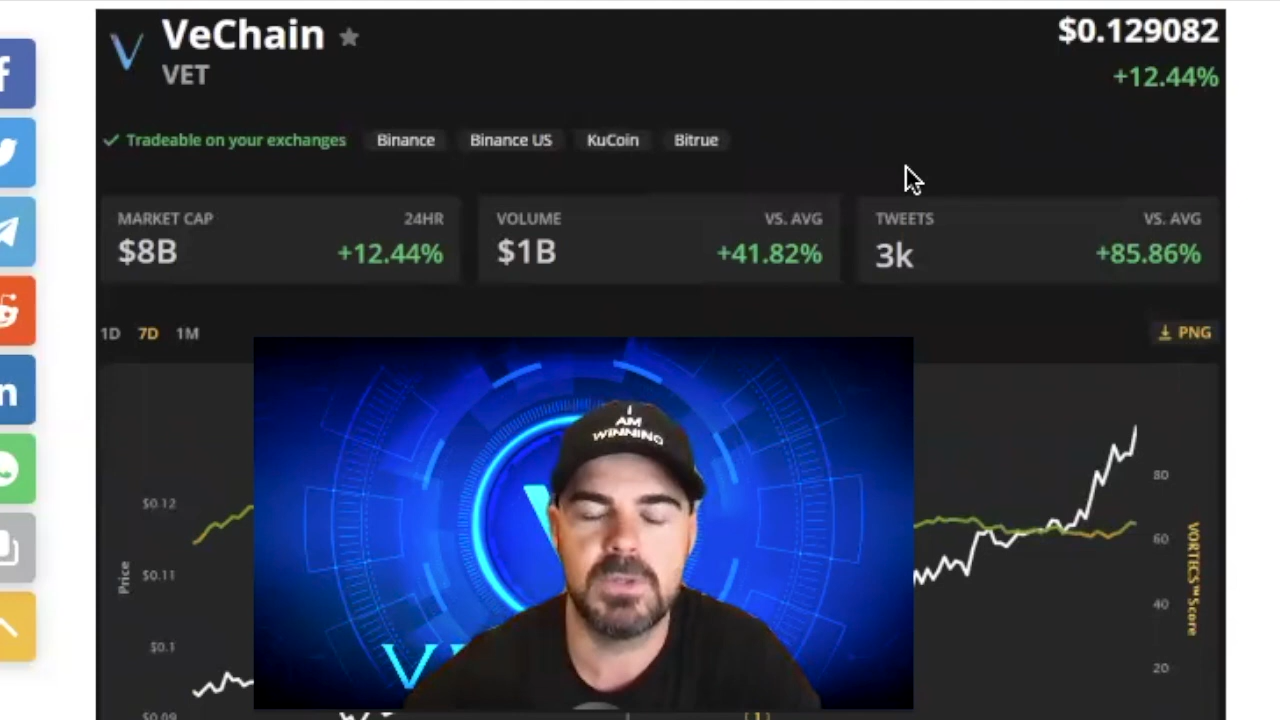 VeChain
$0.129082
VET
+12.44%
Tradeable on your exchanges Binance Binance US KuCoin Bitrue
MARKET CAP 24HR VOLUME VS. AVG TWEETS VS. AVG
$8B +12.44% $1B +41.82% 3k +85.86%
1D 7D 1M PNG
I
AM
WINNING
80
$0.12
60
$0.11
Price
VORTECS™ Score
40
$0.1
20
$0.09